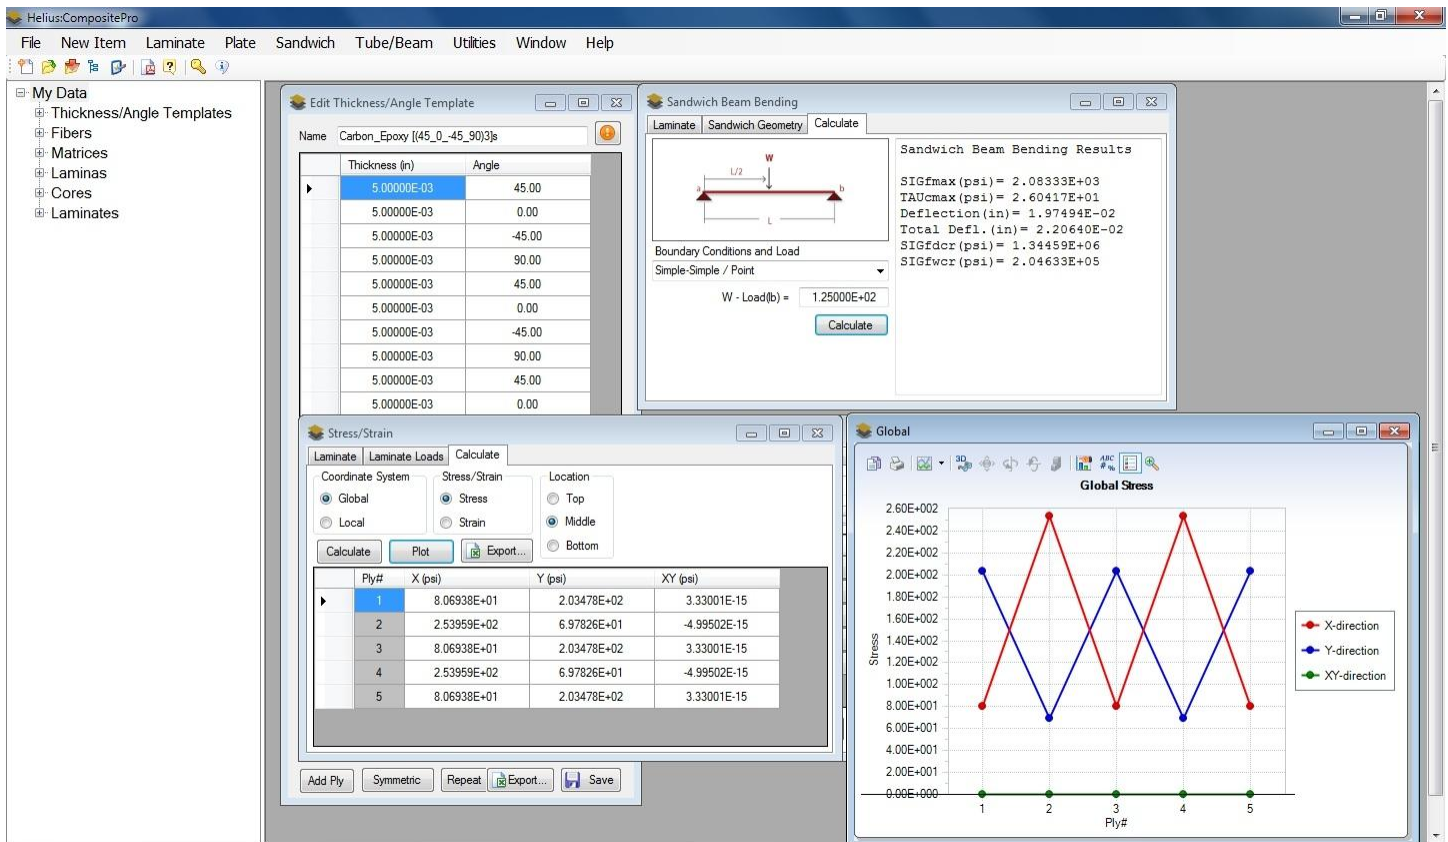 Helius:CompositePro
File New Item Laminate Plate Sandwich Tube/Beam Utilities Window Help
My Data
Thickness/Angle Templates
Fibers
Matrices
Laminas
Cores
Laminates
Edit Thickness/Angle Template
Name Carbon_Epoxy [(45_0_-45_90)3]s
Thickness (in) Angle
5.00000E-03 45.00
5.00000E-03 0.00
5.00000E-03 -45.00
5.00000E-03 90.00
5.00000E-03 45.00
5.00000E-03 0.00
5.00000E-03 -45.00
5.00000E-03 90.00
5.00000E-03 45.00
5.00000E-03 0.00
Add Ply Symmetric Repeat Export... Save
Sandwich Beam Bending
Laminate Sandwich Geometry Calculate
W
L/2
a b
L
Boundary Conditions and Load
Simple-Simple / Point
W - Load(lb) = 1.25000E+02
Calculate
Sandwich Beam Bending Results
SIGfmax(psi)= 2.08333E+03
TAUcmax(psi)= 2.60417E+01
Deflection(in)= 1.97494E-02
Total Defl.(in)= 2.20640E-02
SIGfdcr(psi)= 1.34459E+06
SIGfwcr(psi)= 2.04633E+05
Stress/Strain
Laminate Laminate Loads Calculate
Coordinate System Stress/Strain Location
Global Stress Top
Local Strain Middle
Bottom
Calculate Plot Export...
Ply# X (psi) Y (psi) XY (psi)
1 8.06938E+01 2.03478E+02 3.33001E-15
2 2.53959E+02 6.97826E+01 -4.99502E-15
3 8.06938E+01 2.03478E+02 3.33001E-15
4 2.53959E+02 6.97826E+01 -4.99502E-15
5 8.06938E+01 2.03478E+02 3.33001E-15
Global
3D ABC #%
Global Stress
2.60E+002
2.40E+002
2.20E+002
2.00E+002
1.80E+002
1.60E+002
1.40E+002
1.20E+002
1.00E+002
8.00E+001
6.00E+001
4.00E+001
2.00E+001
0.00E+000
Stress
1 2 3 4 5
Ply#
X-direction
Y-direction
XY-direction